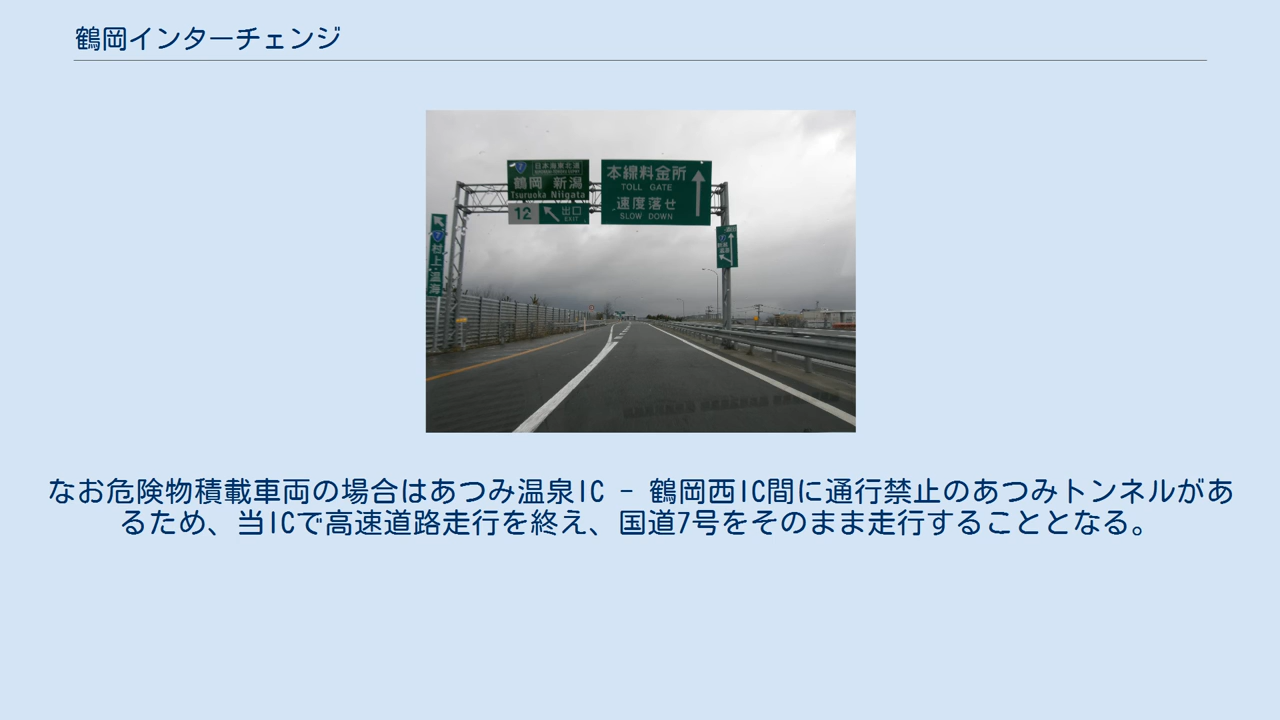 鶴岡インターチェンジ
日本海東北道
鶴岡 新潟
Tsuruoka Niigata
12 出口
EXIT
本線料金所
TOLL GATE
速度落せ
SLOW DOWN
7
村上・温海
なお危険物積載車両の場合はあつみ温泉IC - 鶴岡西IC間に通行禁止のあつみトンネルがあ
るため、当ICで高速道路走行を終え、国道7号をそのまま走行することとなる。